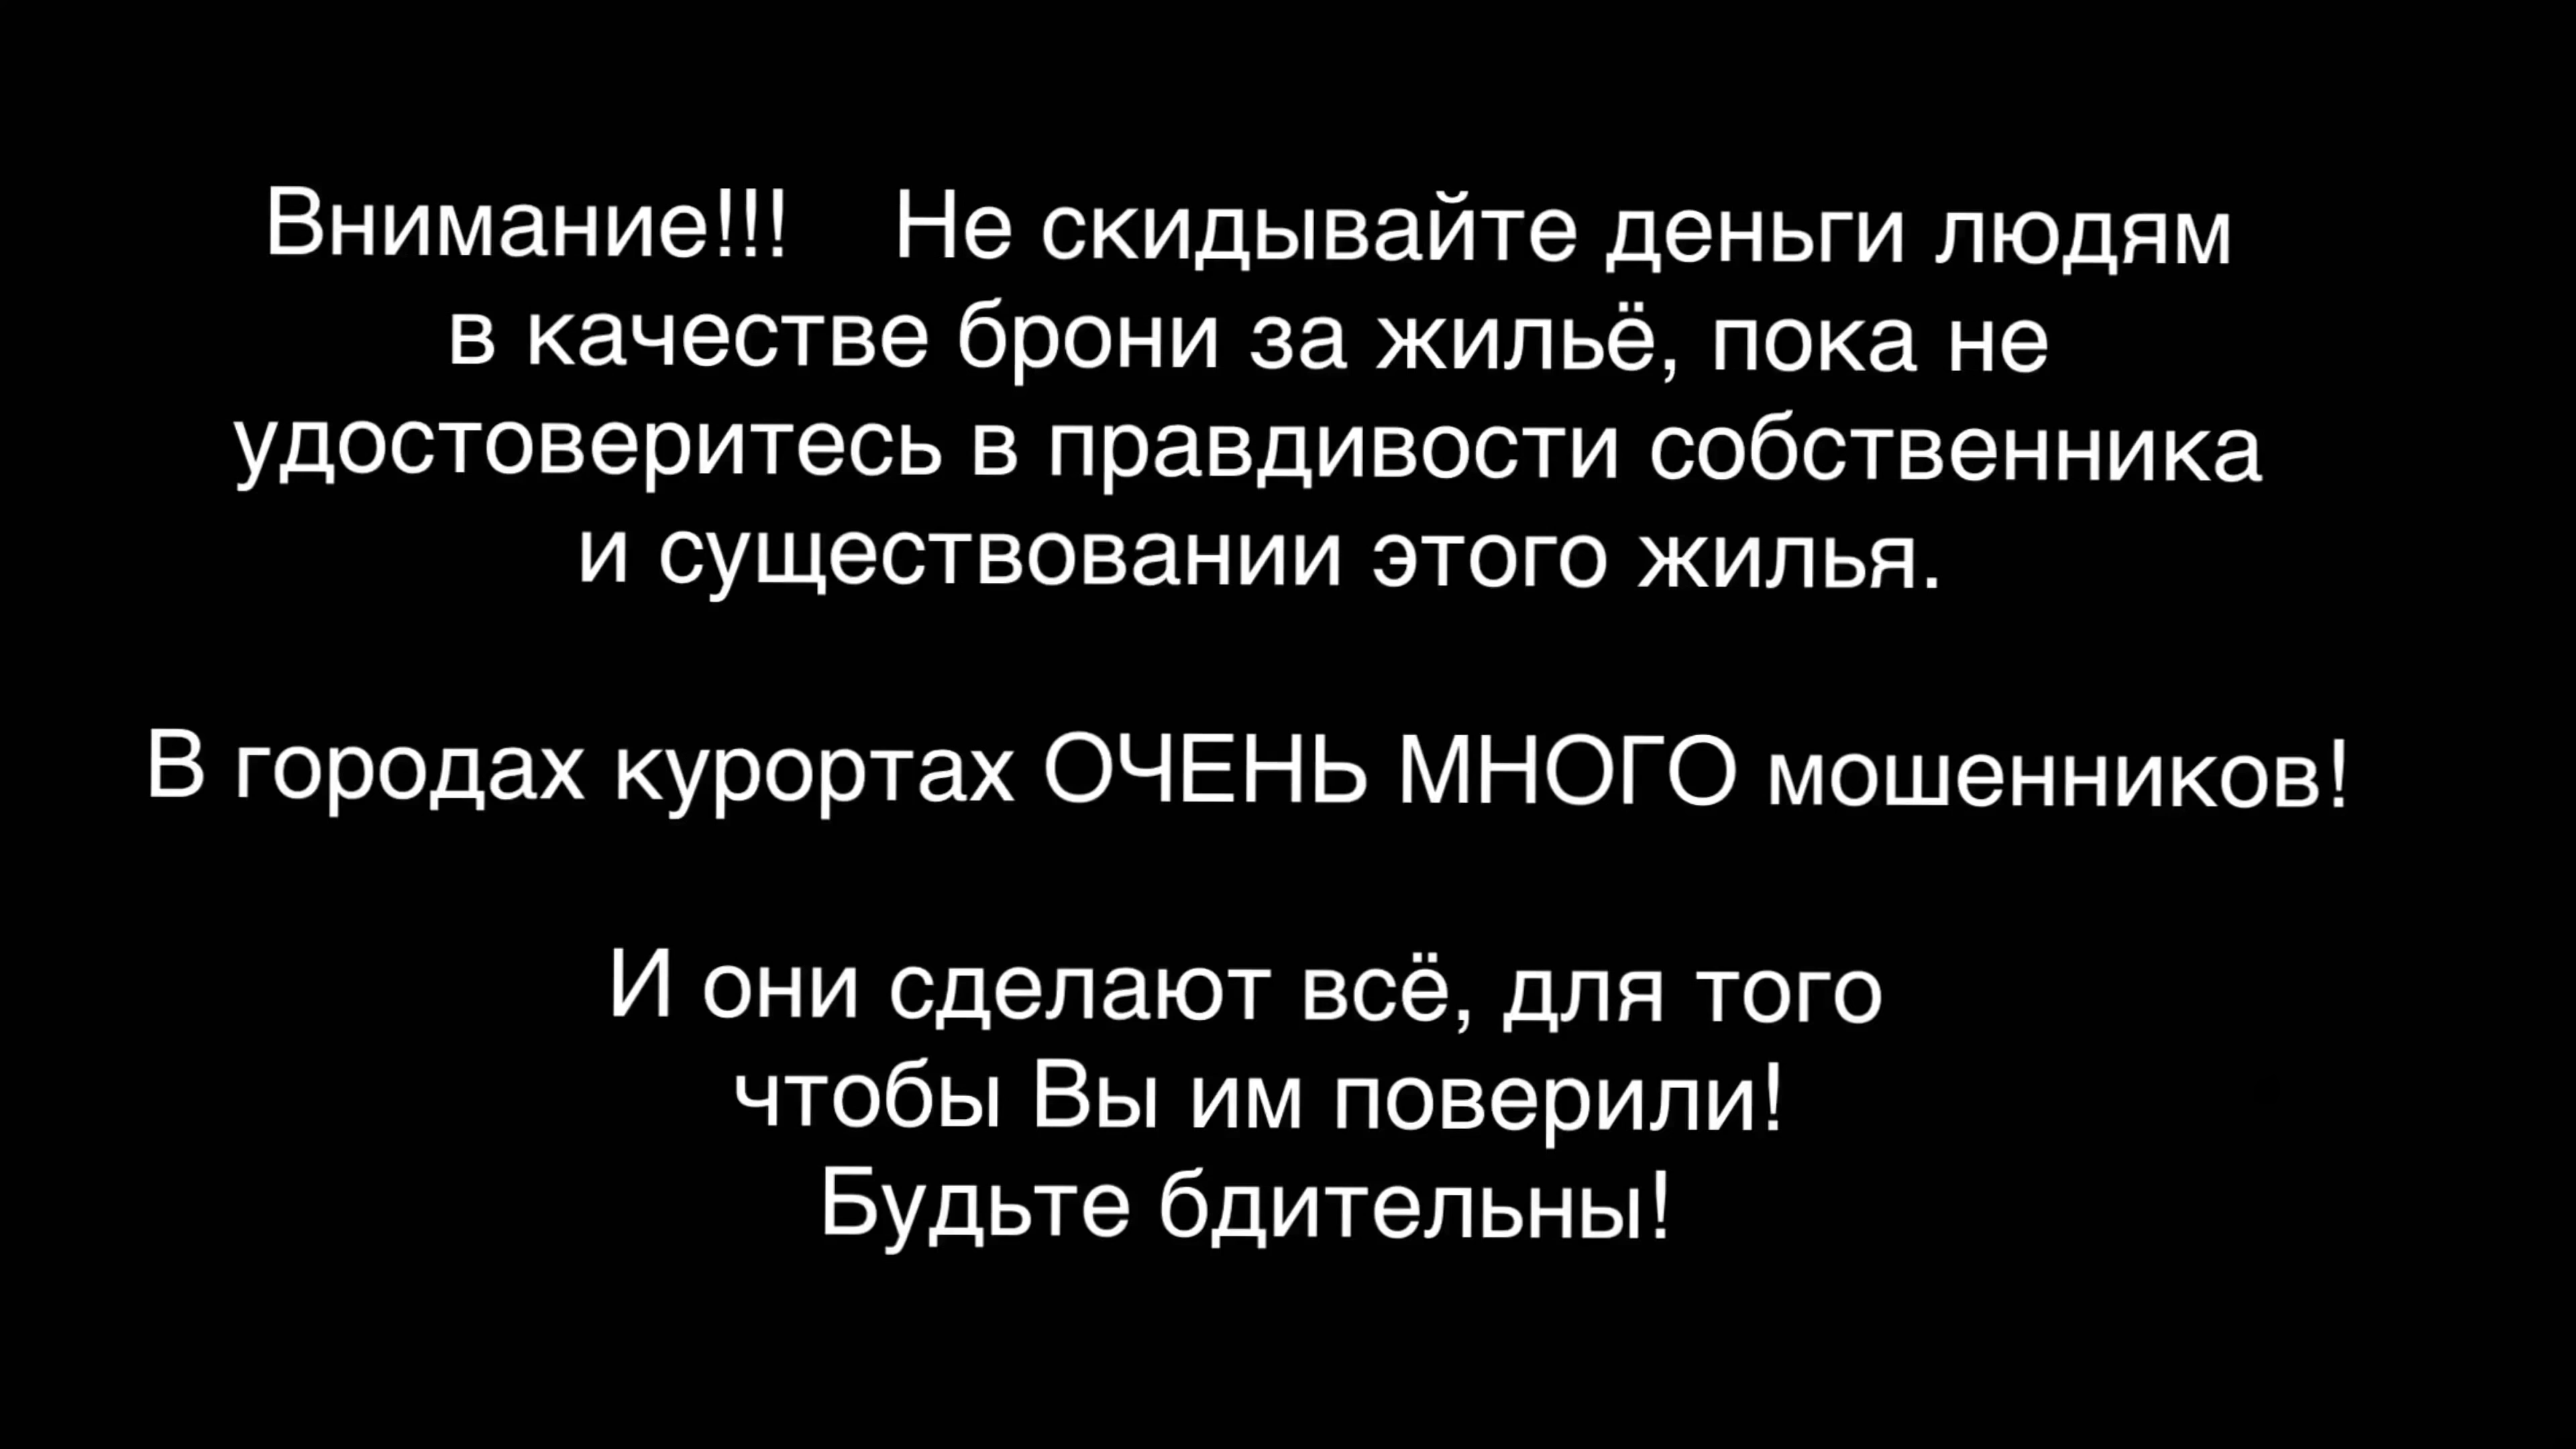 Внимание!!! Не скидывайте деньги людям
в качестве брони за жильё, пока не
удостоверитесь в правдивости собственника
и существовании этого жилья.
В городах курортах ОЧЕНЬ МНОГО мошенников!
И они сделают всё, для того
чтобы Вы им поверили!
Будьте бдительны!